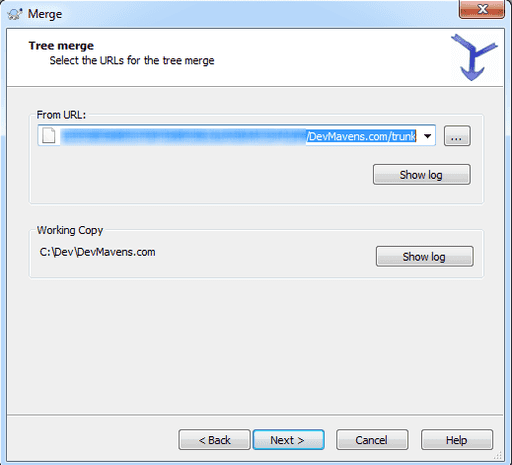 Merge
Tree merge
Select the URLs for the tree merge
From URL:
/DevMavens.com/trunk
...
Show log
Working Copy
C:\Dev\DevMavens.com
Show log
< Back
Next >
Cancel
Help